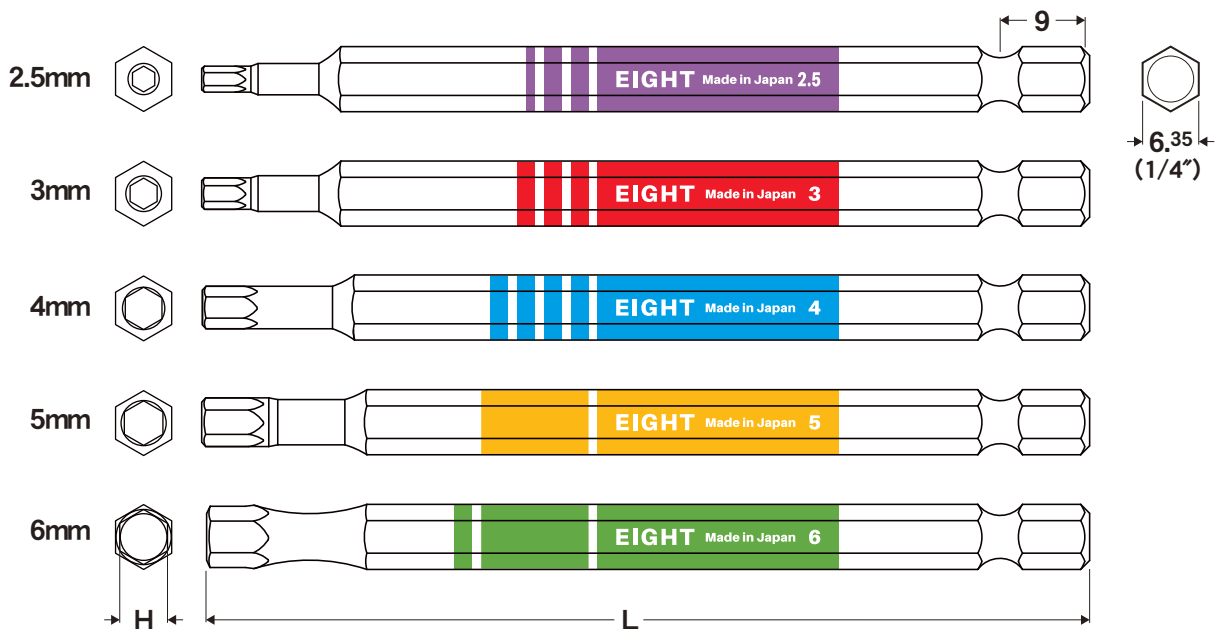 9
2.5mm
EIGHT Made in Japan 2.5
6.35
(1/4″)
3mm
EIGHT Made in Japan 3
4mm
EIGHT Made in Japan 4
5mm
EIGHT Made in Japan 5
6mm
EIGHT Made in Japan 6
H
L